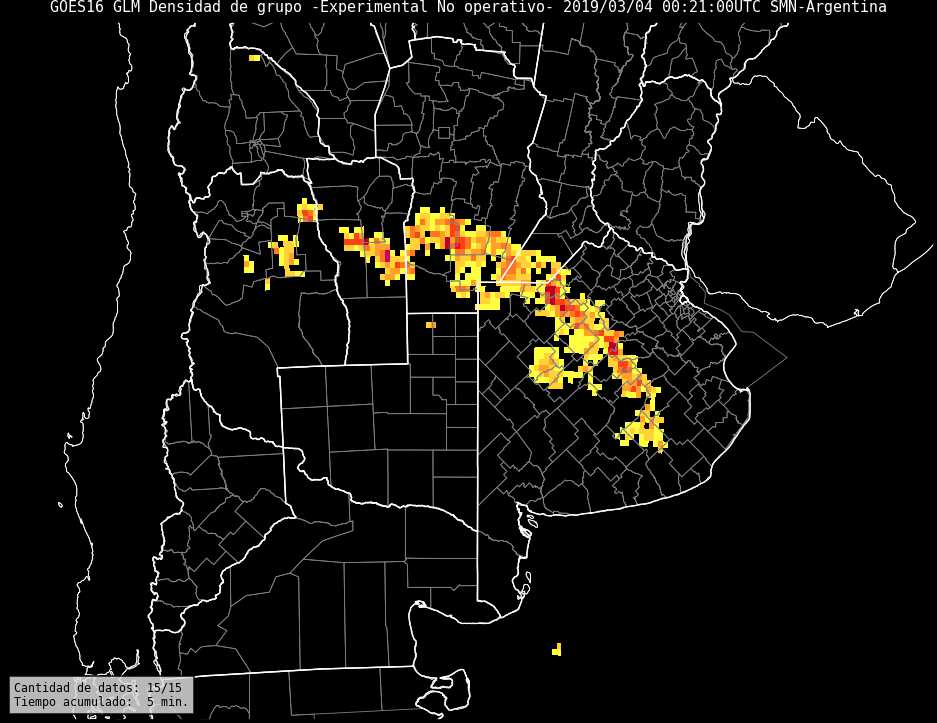 GOES16 GLM Densidad de grupo -Experimental No operativo- 2019/03/04 00:21:00UTC SMN-Argentina
Cantidad de datos: 15/15
Tiempo acumulado:  5 min.